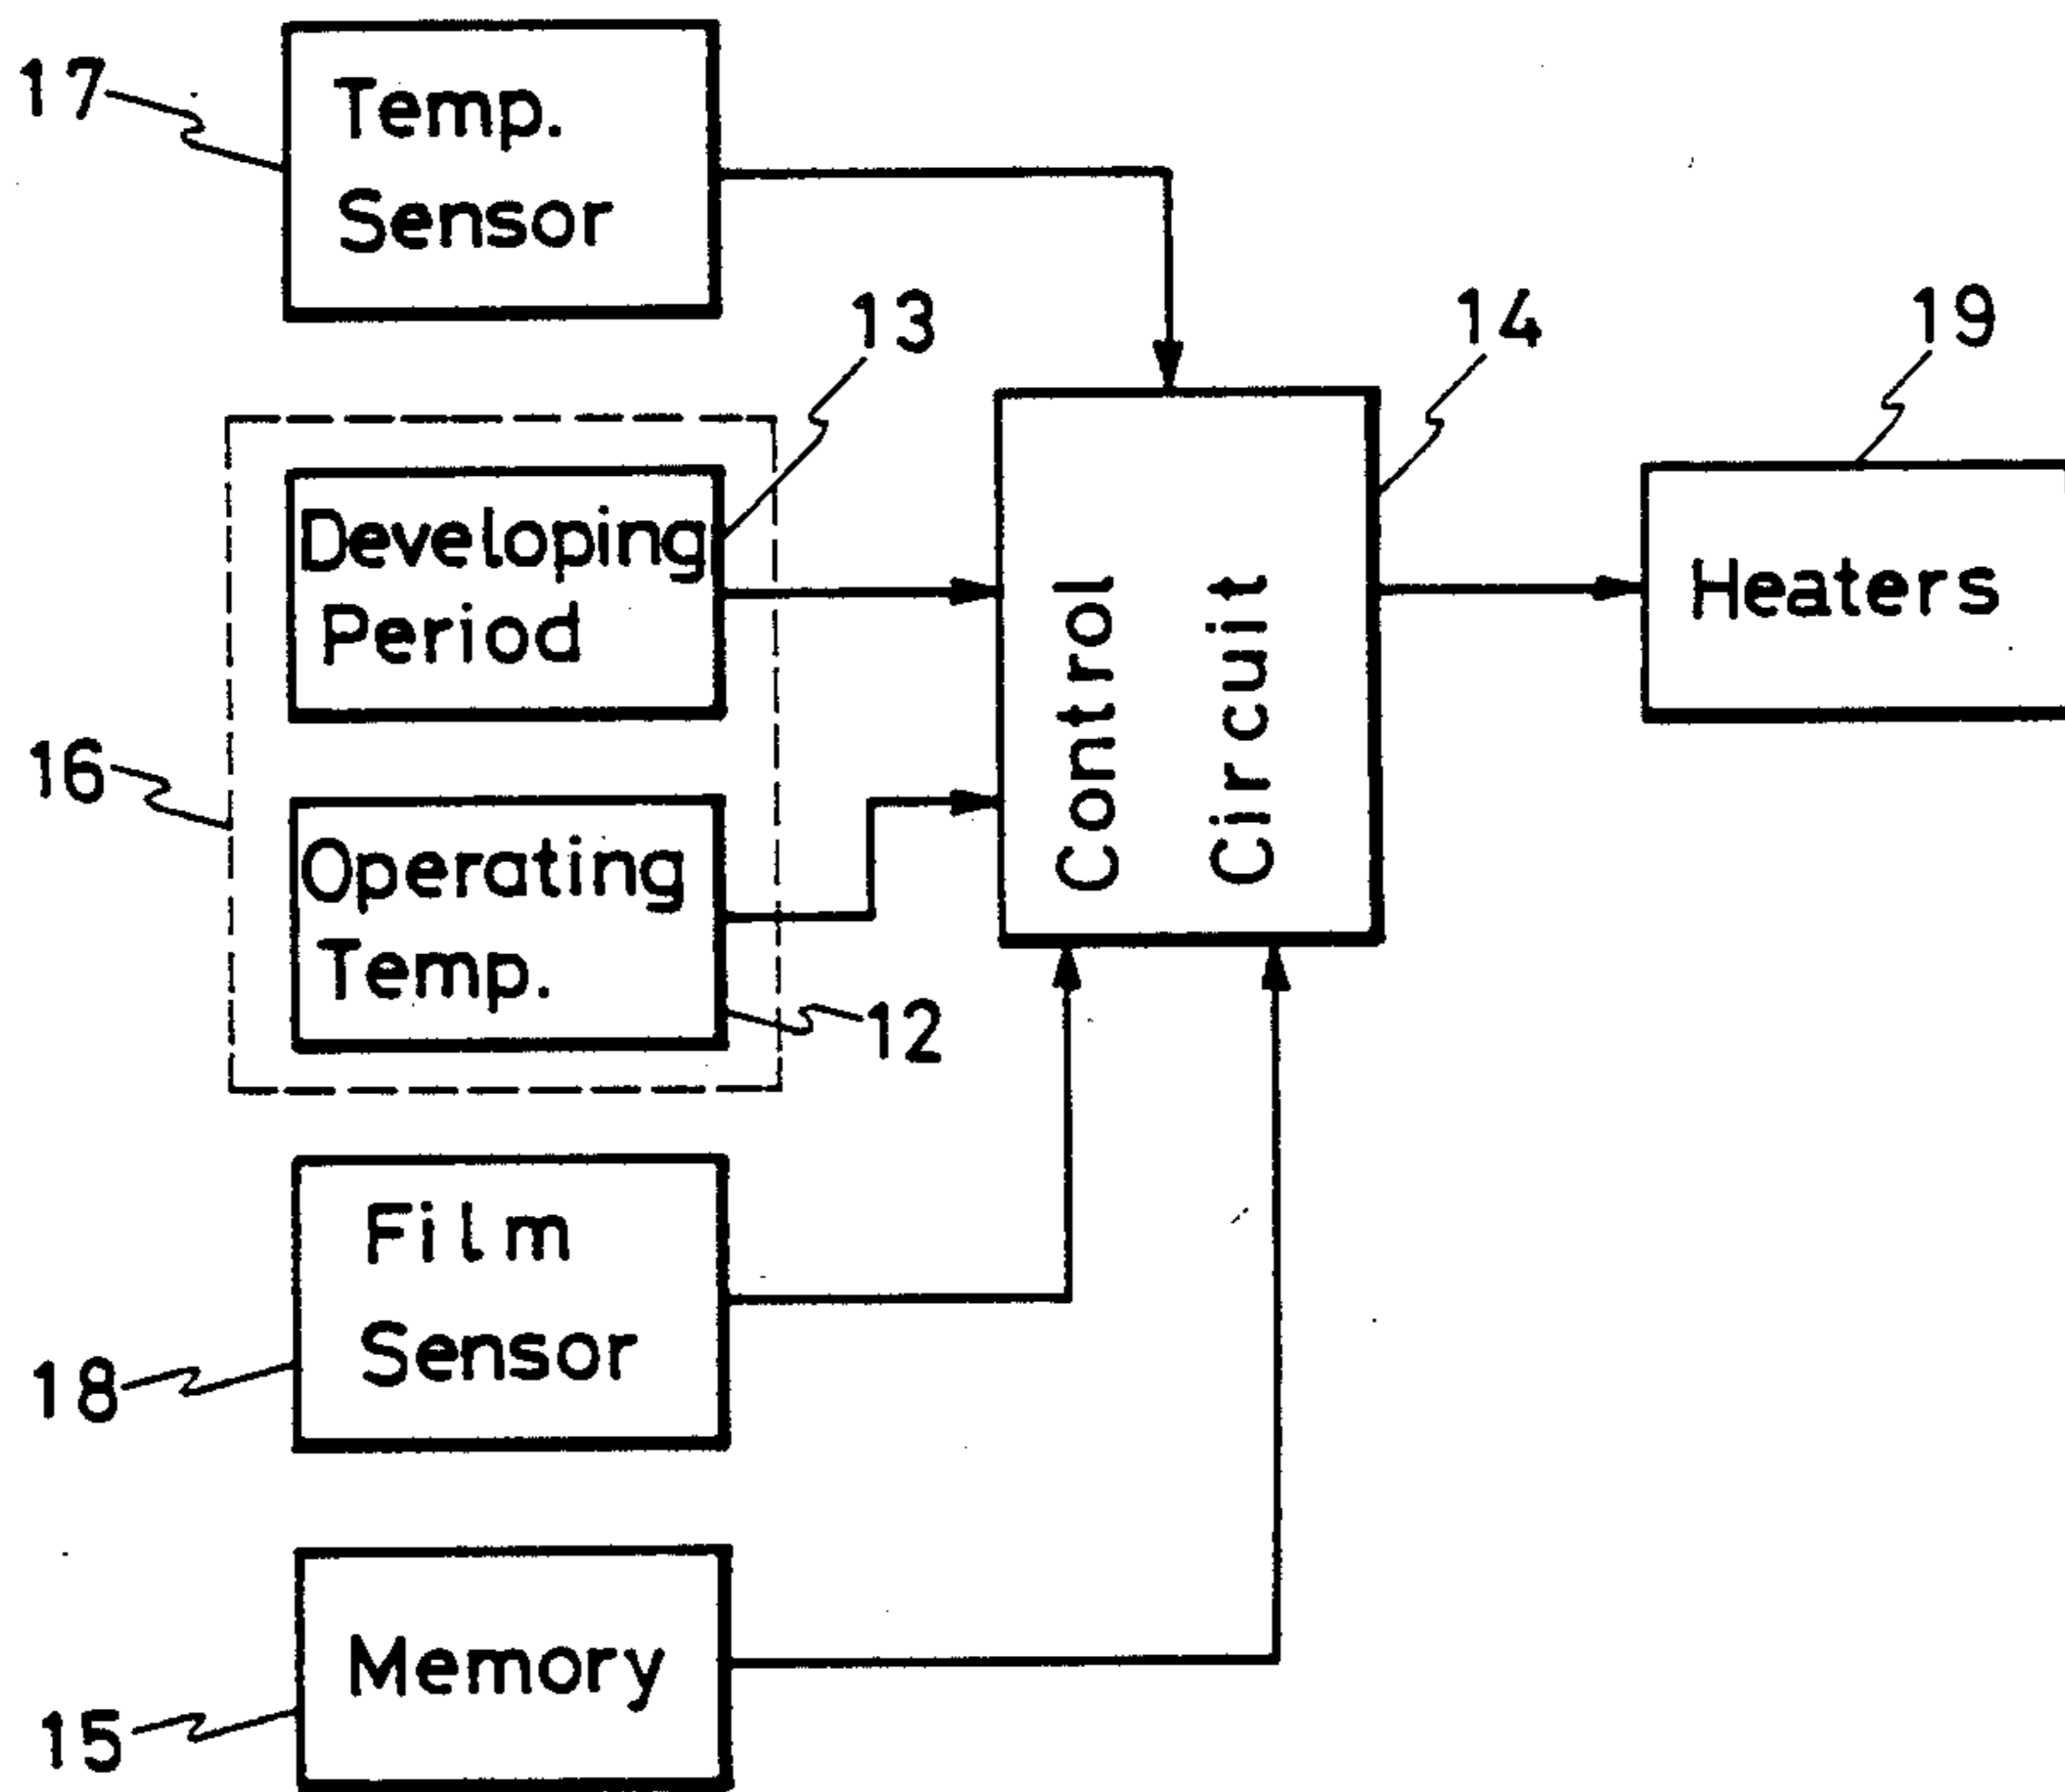 17
Temp.
Sensor
13
14
19
Developing
Period
Control
Circuit
Heaters
16
Operating
Temp.
12
Film
Sensor
18
Memory
15